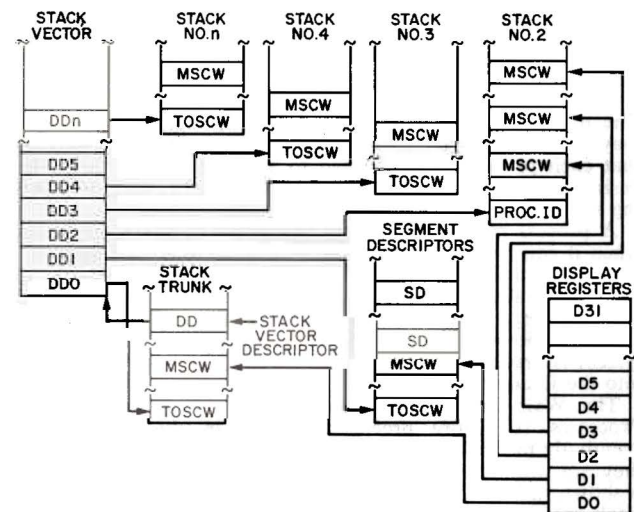 STACK VECTOR
DDn
DD5
DD4
DD3
DD2
DD1
DD0
STACK NO.n
MSCW
TOSCW
STACK NO.4
MSCW
TOSCW
STACK NO.3
MSCW
TOSCW
STACK NO.2
MSCW
MSCW
MSCW
PROC.ID
STACK TRUNK
DD
MSCW
TOSCW
STACK VECTOR DESCRIPTOR
SEGMENT DESCRIPTORS
SD
SD
MSCW
TOSCW
DISPLAY REGISTERS
D31
D5
D4
D3
D2
D1
D0